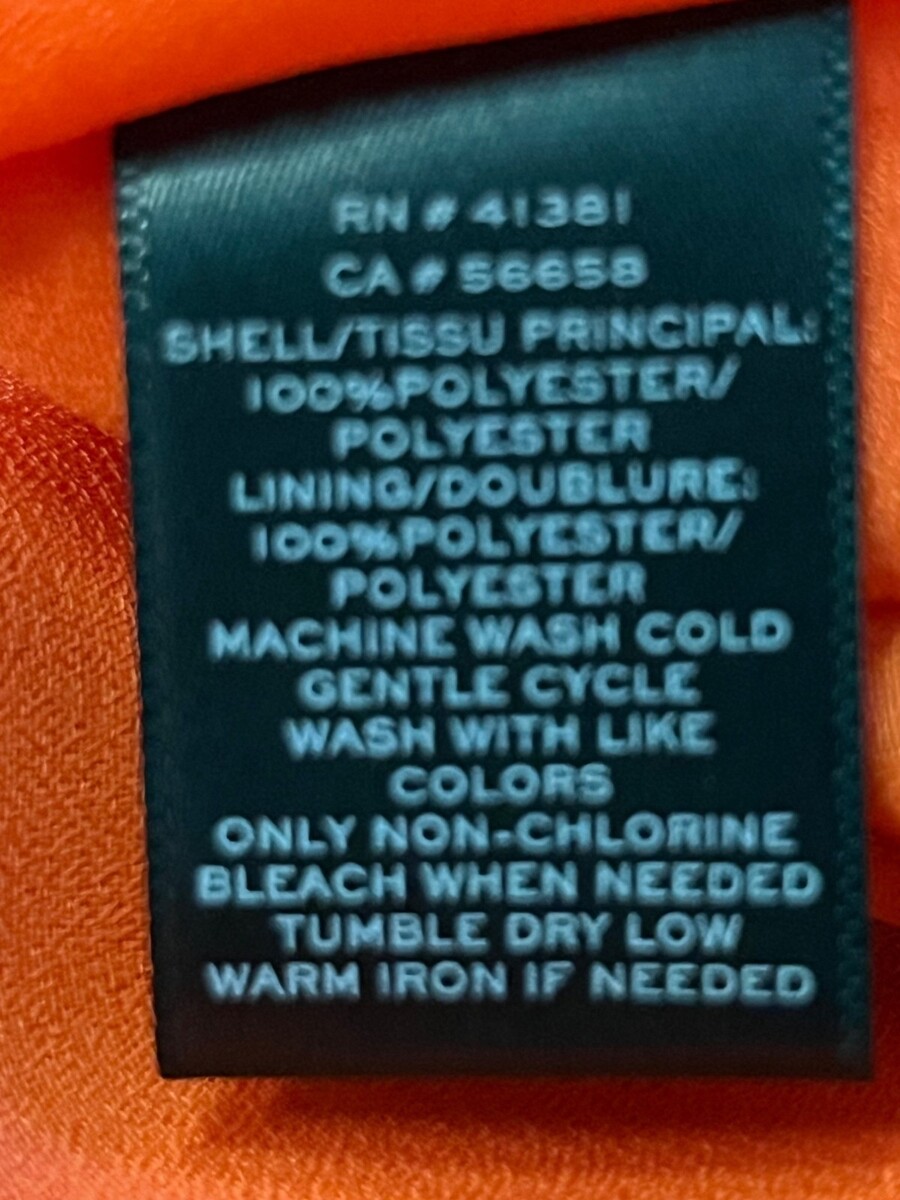 RN # 41381
CA # 56658
SHELL/TISSU PRINCIPAL:
100%POLYESTER/
POLYESTER
LINING/DOUBLURE:
100%POLYESTER/
POLYESTER
MACHINE WASH COLD
GENTLE CYCLE
WASH WITH LIKE
COLORS
ONLY NON-CHLORINE
BLEACH WHEN NEEDED
TUMBLE DRY LOW
WARM IRON IF NEEDED